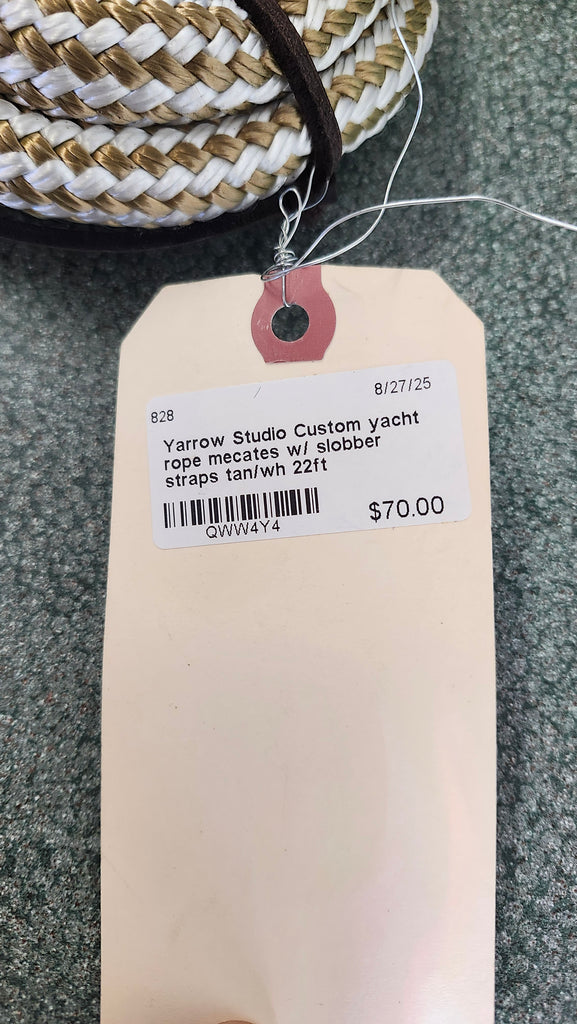 828
8/27/25
Yarrow Studio Custom yacht
rope mecates w/ slobber
straps tan/wh 22ft
QWW4Y4
$70.00